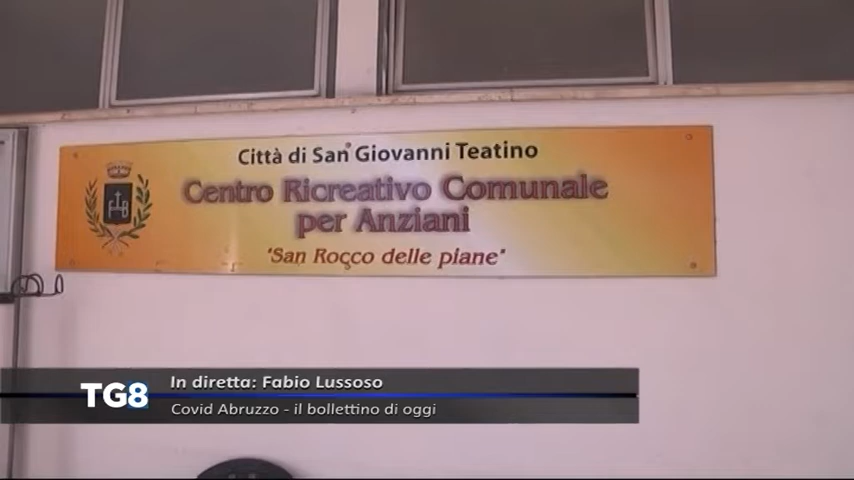 Città di San Giovanni Teatino
Centro Ricreativo Comunale
per Anziani
"San Rocco delle piane"
TG8
In diretta: Fabio Lussoso
Covid Abruzzo - il bollettino di oggi